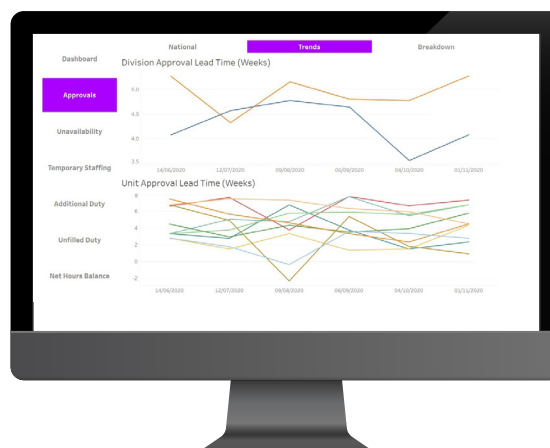 National Trends Breakdown
Dashboard
Approvals
Unavailability
Temporary Staffing
Additional Duty
Unfilled Duty
Net Hours Balance
Division Approval Lead Time (Weeks)
5.0
4.5
4.0
3.5
14/06/2020 12/07/2020 09/08/2020 06/09/2020 04/10/2020 01/11/2020
Unit Approval Lead Time (Weeks)
8
6
4
2
0
-2
14/06/2020 12/07/2020 09/08/2020 06/09/2020 04/10/2020 01/11/2020